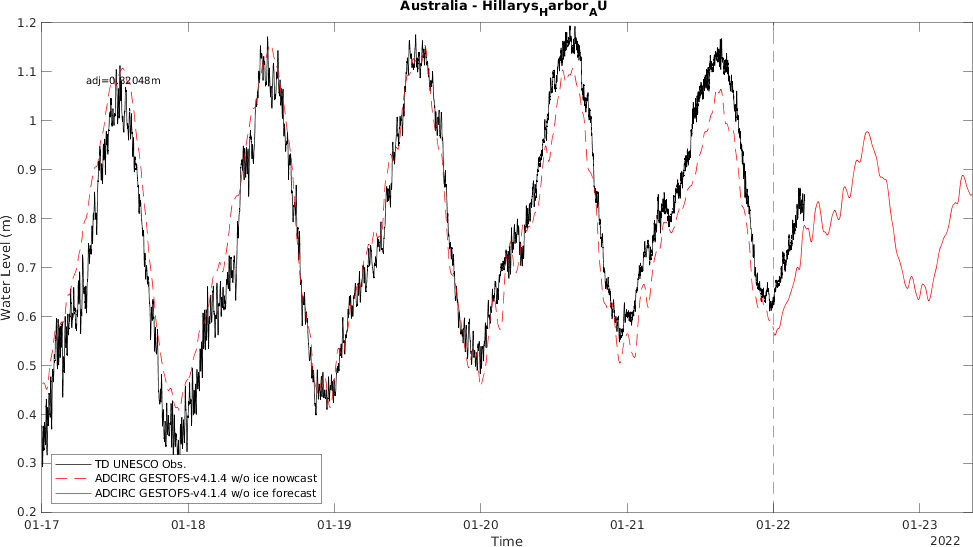 Australia - HillarysHarborAU
1.2
1.1
1
0.9
0.8
0.7
0.6
0.5
0.4
0.3
0.2
Water Level (m)
adj=0.82048m
TD UNESCO Obs.
ADCIRC GESTOFS-v4.1.4 w/o ice nowcast
ADCIRC GESTOFS-v4.1.4 w/o ice forecast
01-17
01-18
01-19
01-20
01-21
01-22
01-23
Time
2022